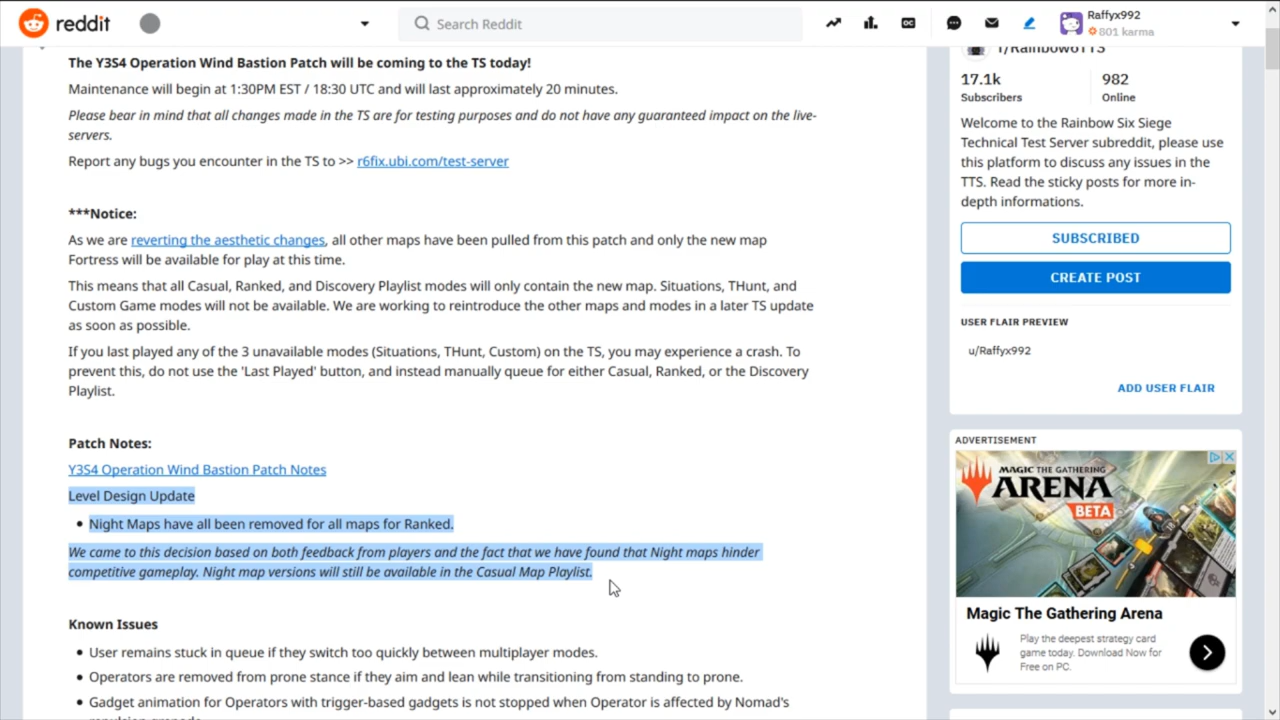 reddit
Search Reddit
Raffyx992
801 karma
The Y3S4 Operation Wind Bastion Patch will be coming to the TS today!
Maintenance will begin at 1:30PM EST / 18:30 UTC and will last approximately 20 minutes.
Please bear in mind that all changes made in the TS are for testing purposes and do not have any guaranteed impact on the live-
servers.
Report any bugs you encounter in the TS to >> r6fix.ubi.com/test-server
***Notice:
As we are reverting the aesthetic changes, all other maps have been pulled from this patch and only the new map
Fortress will be available for play at this time.
This means that all Casual, Ranked, and Discovery Playlist modes will only contain the new map. Situations, THunt, and
Custom Game modes will not be available. We are working to reintroduce the other maps and modes in a later TS update
as soon as possible.
If you last played any of the 3 unavailable modes (Situations, THunt, Custom) on the TS, you may experience a crash. To
prevent this, do not use the 'Last Played' button, and instead manually queue for either Casual, Ranked, or the Discovery
Playlist.
Patch Notes:
Y3S4 Operation Wind Bastion Patch Notes
Level Design Update
• Night Maps have all been removed for all maps for Ranked.
We came to this decision based on both feedback from players and the fact that we have found that Night maps hinder
competitive gameplay. Night map versions will still be available in the Casual Map Playlist.
Known Issues
• User remains stuck in queue if they switch too quickly between multiplayer modes.
• Operators are removed from prone stance if they aim and lean while transitioning from standing to prone.
• Gadget animation for Operators with trigger-based gadgets is not stopped when Operator is affected by Nomad's
repulsion grenade.
r/Rainbow6TTS
17.1k 982
Subscribers Online
Welcome to the Rainbow Six Siege
Technical Test Server subreddit, please use
this platform to discuss any issues in the
TTS. Read the sticky posts for more in-
depth informations.
SUBSCRIBED
CREATE POST
USER FLAIR PREVIEW
u/Raffyx992
ADD USER FLAIR
ADVERTISEMENT
MAGIC THE GATHERING
ARENA
BETA
Magic The Gathering Arena
Play the deepest strategy card
game today. Download Now for
Free on PC.